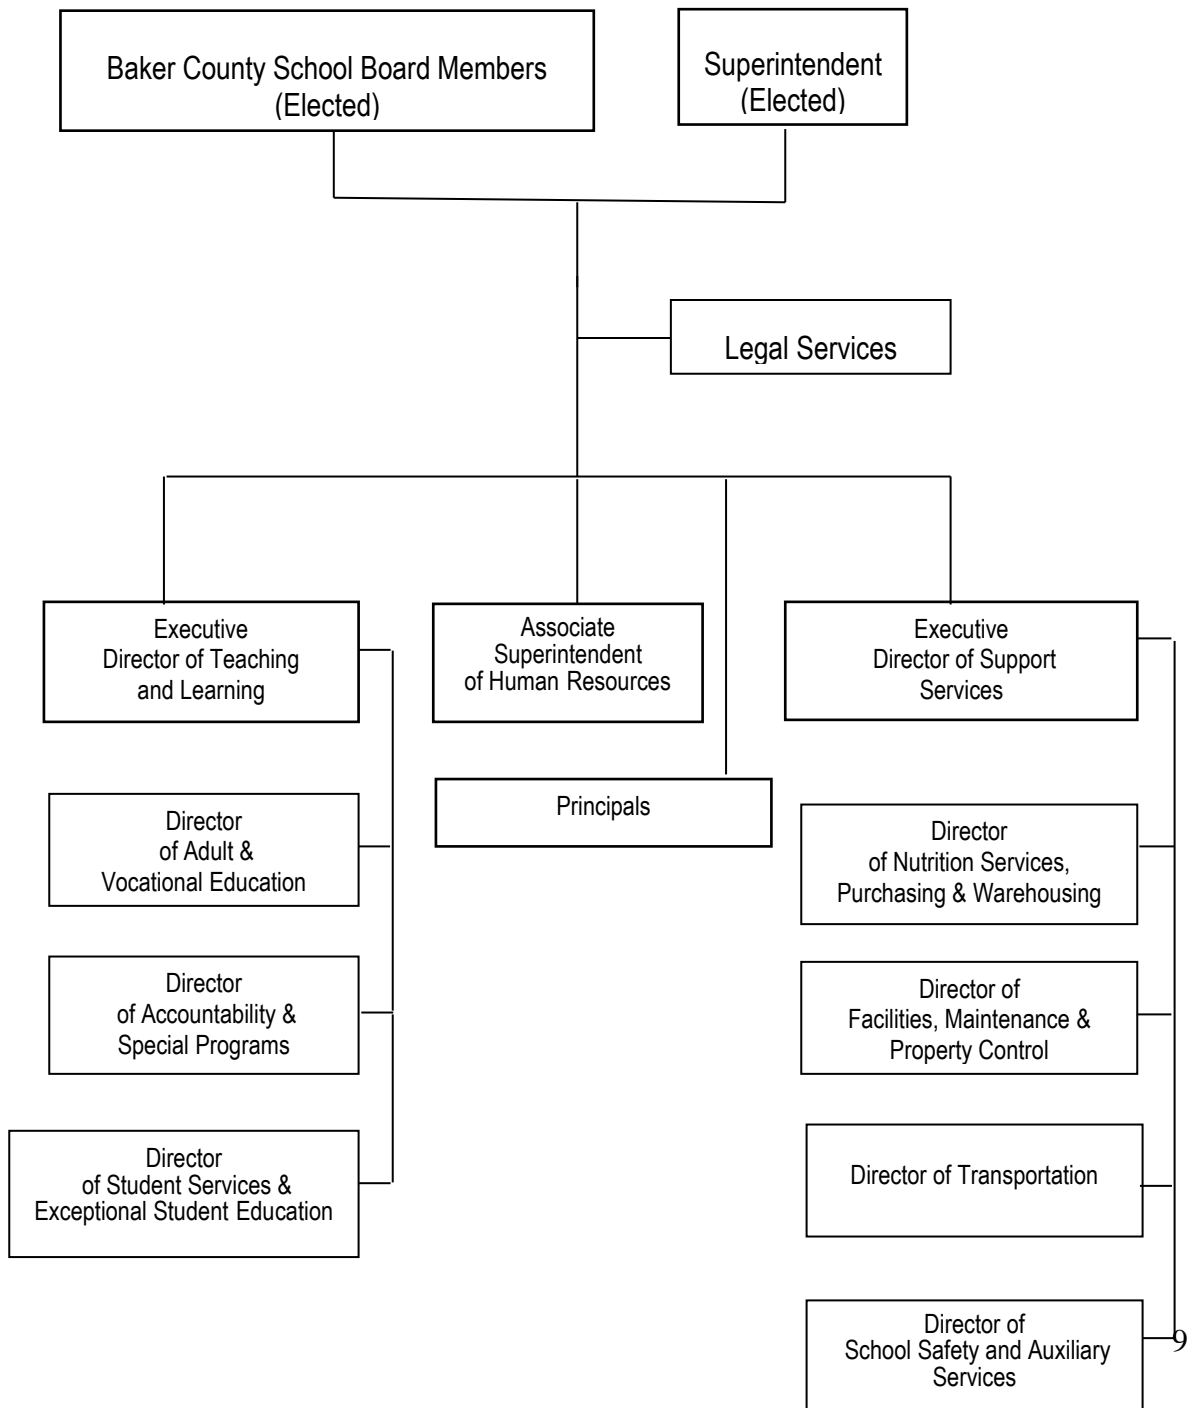 Baker County School Board Members
(Elected)
Superintendent
(Elected)
Legal Services
Executive
Director of Teaching
and Learning
Associate
Superintendent
of Human Resources
Executive
Director of Support
Services
Principals
Director
of Adult &
Vocational Education
Director
of Nutrition Services,
Purchasing & Warehousing
Director
of Accountability &
Special Programs
Director of
Facilities, Maintenance &
Property Control
Director
of Student Services &
Exceptional Student Education
Director of Transportation
Director of
School Safety and Auxiliary
Services
9